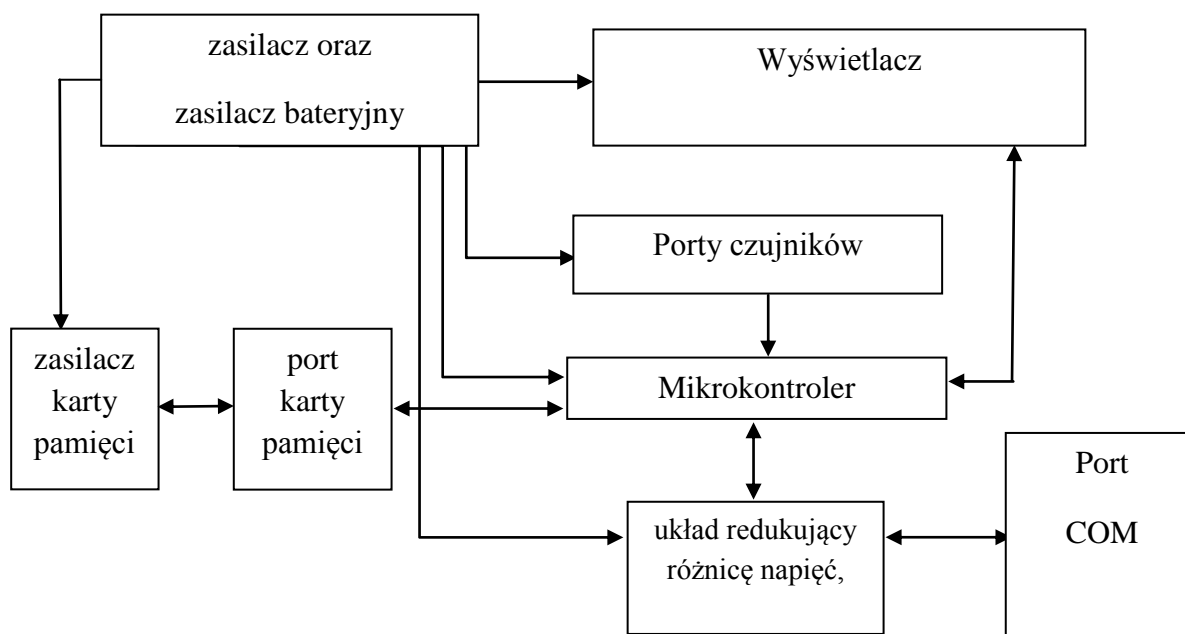 zasilacz oraz
zasilacz bateryjny
Wyświetlacz
Porty czujników
zasilacz
karty
pamięci
port
karty
pamięci
Mikrokontroler
układ redukujący
różnicę napięć,
Port
COM